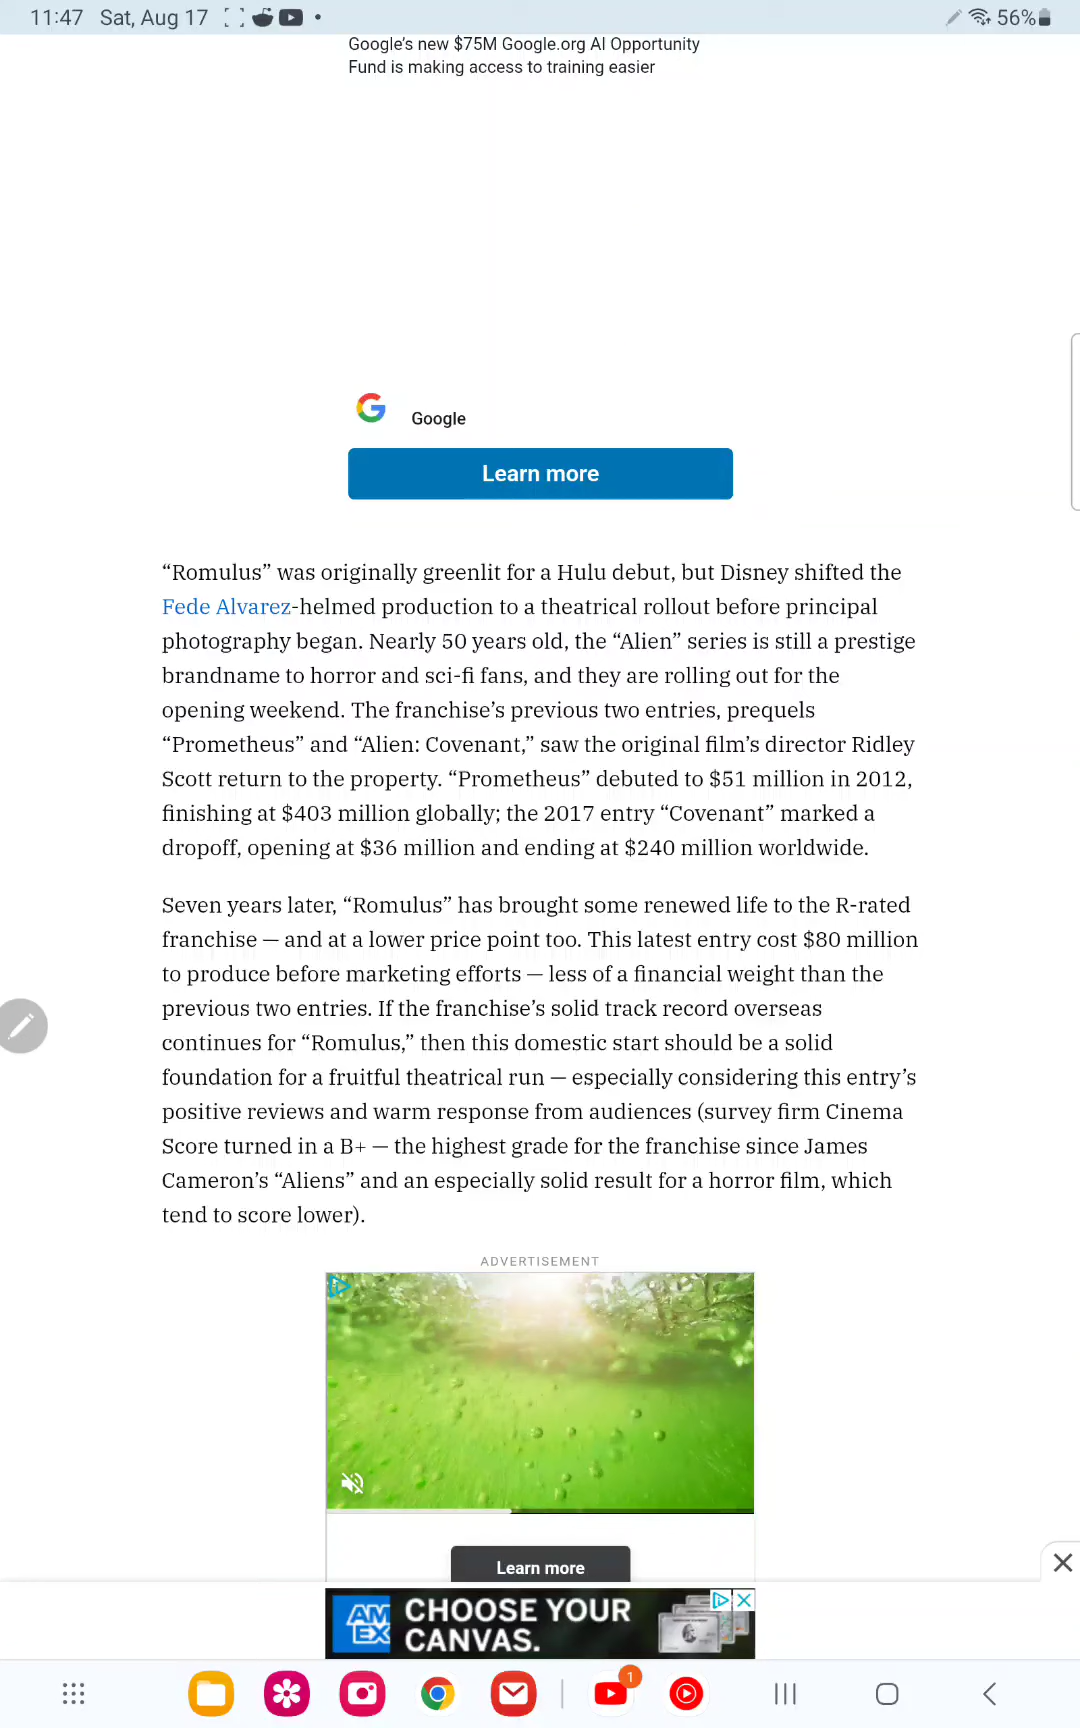 11:47 Sat, Aug 17
56%
Google's new $75M Google.org AI Opportunity
Fund is making access to training easier
Google
Learn more
“Romulus” was originally greenlit for a Hulu debut, but Disney shifted the
Fede Alvarez-helmed production to a theatrical rollout before principal
photography began. Nearly 50 years old, the “Alien” series is still a prestige
brandname to horror and sci-fi fans, and they are rolling out for the
opening weekend. The franchise’s previous two entries, prequels
“Prometheus” and “Alien: Covenant,” saw the original film’s director Ridley
Scott return to the property. “Prometheus” debuted to $51 million in 2012,
finishing at $403 million globally; the 2017 entry “Covenant” marked a
dropoff, opening at $36 million and ending at $240 million worldwide.
Seven years later, “Romulus” has brought some renewed life to the R-rated
franchise — and at a lower price point too. This latest entry cost $80 million
to produce before marketing efforts — less of a financial weight than the
previous two entries. If the franchise’s solid track record overseas
continues for “Romulus,” then this domestic start should be a solid
foundation for a fruitful theatrical run — especially considering this entry’s
positive reviews and warm response from audiences (survey firm Cinema
Score turned in a B+ — the highest grade for the franchise since James
Cameron’s “Aliens” and an especially solid result for a horror film, which
tend to score lower).
ADVERTISEMENT
Learn more
AM
EX
CHOOSE YOUR
CANVAS.
1